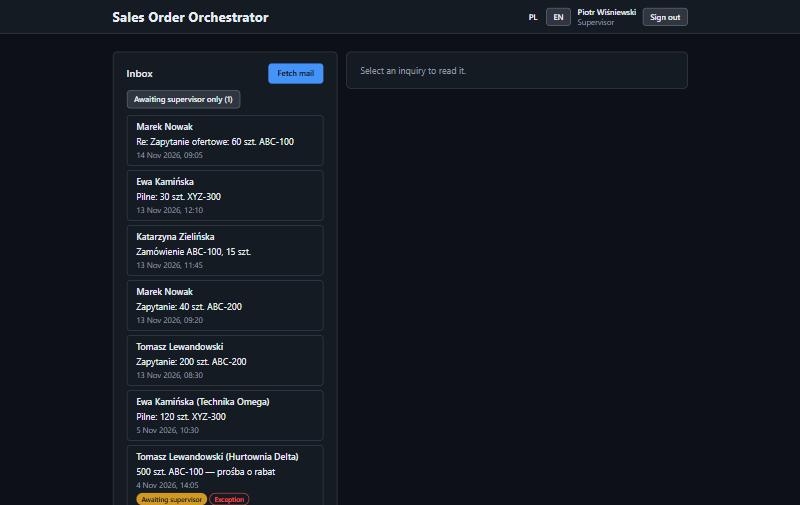 Sales Order Orchestrator
PL
EN
Piotr Wiśniewski
Supervisor
Sign out
Inbox
Fetch mail
Awaiting supervisor only (1)
Marek Nowak
Re: Zapytanie ofertowe: 60 szt. ABC-100
14 Nov 2026, 09:05
Ewa Kamińska
Pilne: 30 szt. XYZ-300
13 Nov 2026, 12:10
Katarzyna Zielińska
Zamówienie ABC-100, 15 szt.
13 Nov 2026, 11:45
Marek Nowak
Zapytanie: 40 szt. ABC-200
13 Nov 2026, 09:20
Tomasz Lewandowski
Zapytanie: 200 szt. ABC-200
13 Nov 2026, 08:30
Ewa Kamińska (Technika Omega)
Pilne: 120 szt. XYZ-300
5 Nov 2026, 10:30
Tomasz Lewandowski (Hurtownia Delta)
500 szt. ABC-100 — prośba o rabat
4 Nov 2026, 14:05
Awaiting supervisor
Exception
Select an inquiry to read it.